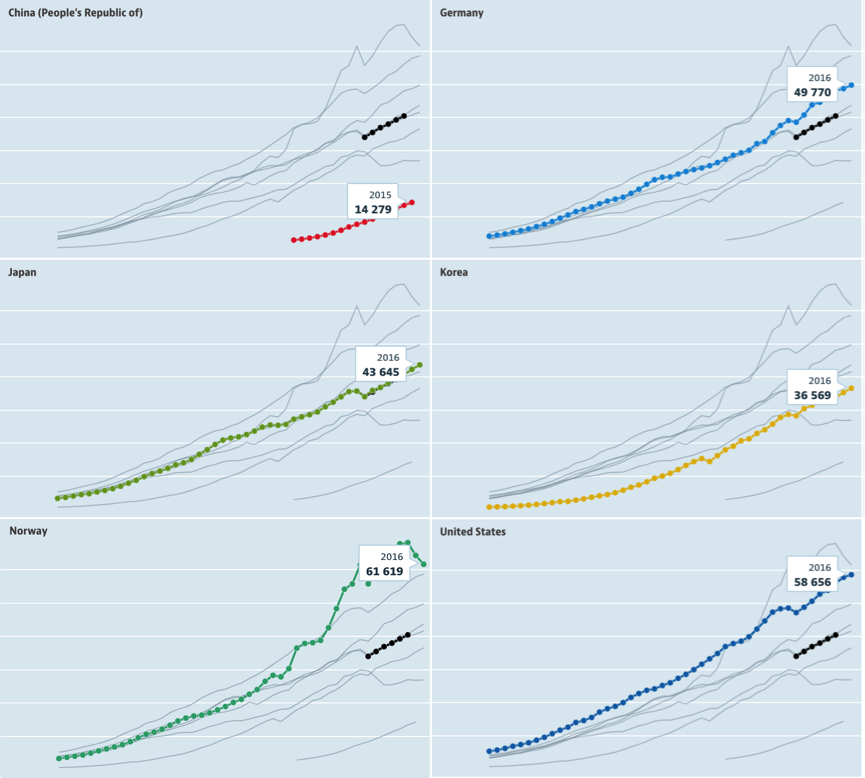 China (People's Republic of)
Germany
2016
49 770
2015
14 279
Japan
Korea
2016
43 645
2016
36 569
Norway
United States
2016
61 619
2016
58 656